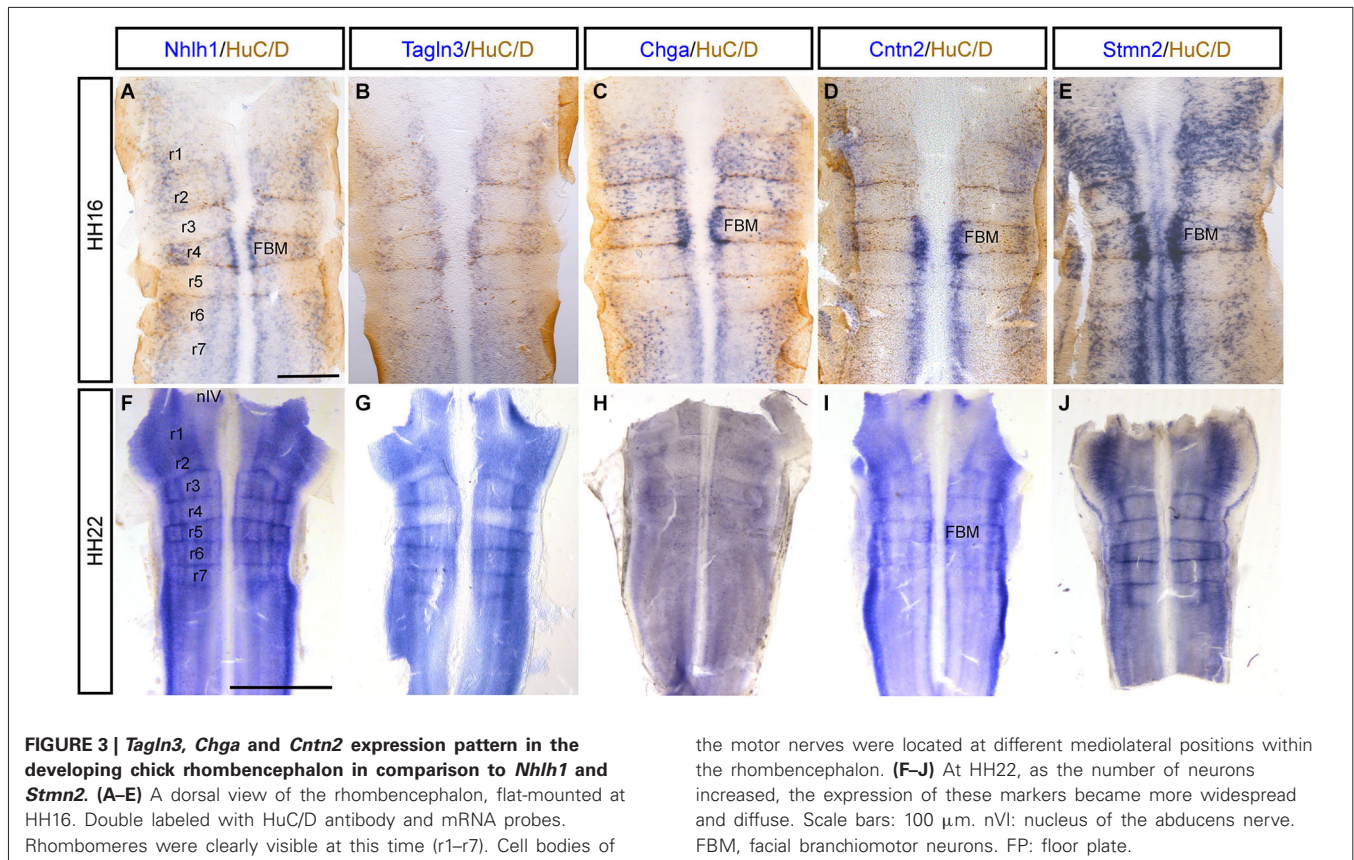 Nhlh1/HuC/D
Tagln3/HuC/D
Chga/HuC/D
Cntn2/HuC/D
Stmn2/HuC/D
HH16
A
r1
r2
r3
r4
r5
r6
r7
FBM
B
C
FBM
D
FBM
E
FBM
HH22
F
nIV
r1
r2
r3
r4
r5
r6
r7
G
H
I
FBM
J
FIGURE 3 | Tagln3, Chga and Cntn2 expression pattern in the
developing chick rhombencephalon in comparison to Nhlh1 and
Stmn2. (A–E) A dorsal view of the rhombencephalon, flat-mounted at
HH16. Double labeled with HuC/D antibody and mRNA probes.
Rhombomeres were clearly visible at this time (r1–r7). Cell bodies of
the motor nerves were located at different mediolateral positions within
the rhombencephalon. (F–J) At HH22, as the number of neurons
increased, the expression of these markers became more widespread
and diffuse. Scale bars: 100 μm. nVI: nucleus of the abducens nerve.
FBM, facial branchiomotor neurons. FP: floor plate.